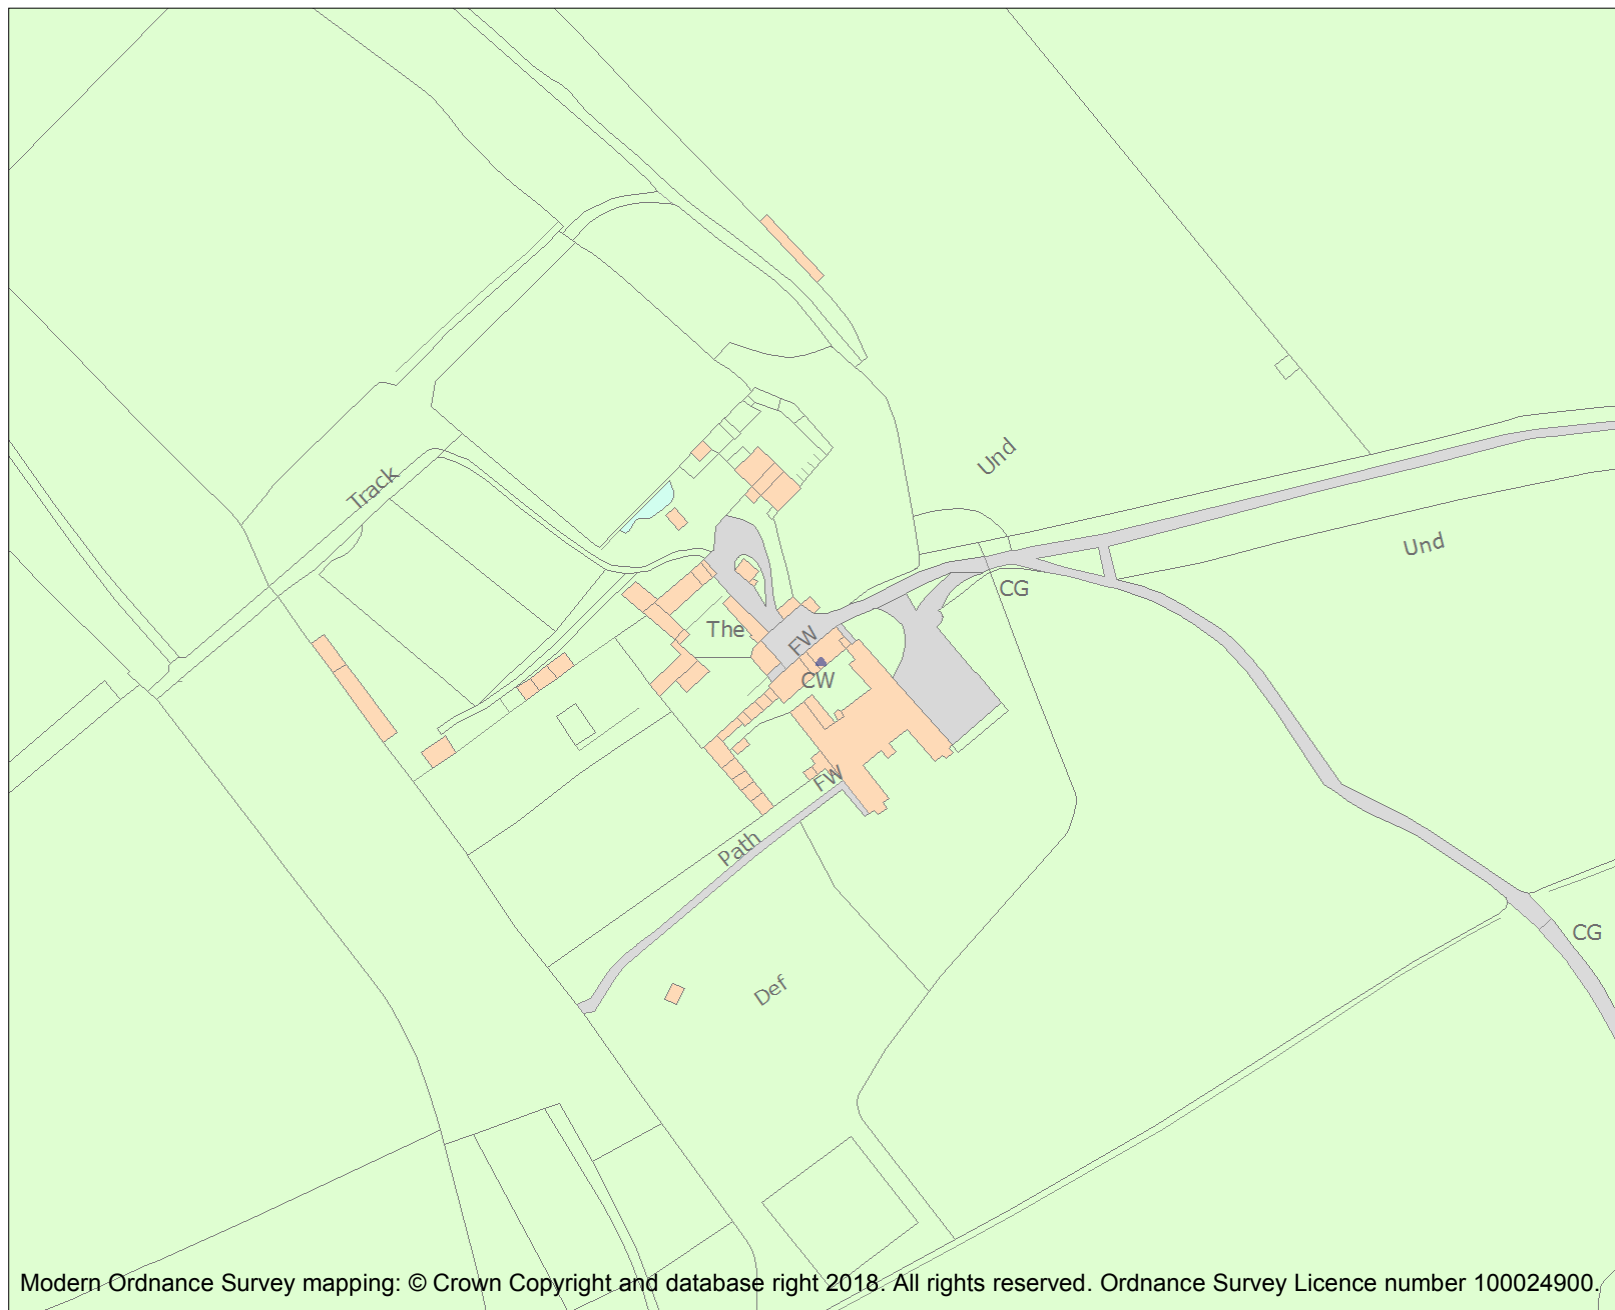 Und
Track
Und
CG
The
FW
CW
FW
Path
CG
Def
Modern Ordnance Survey mapping: © Crown Copyright and database right 2018. All rights reserved. Ordnance Survey Licence number 100024900.